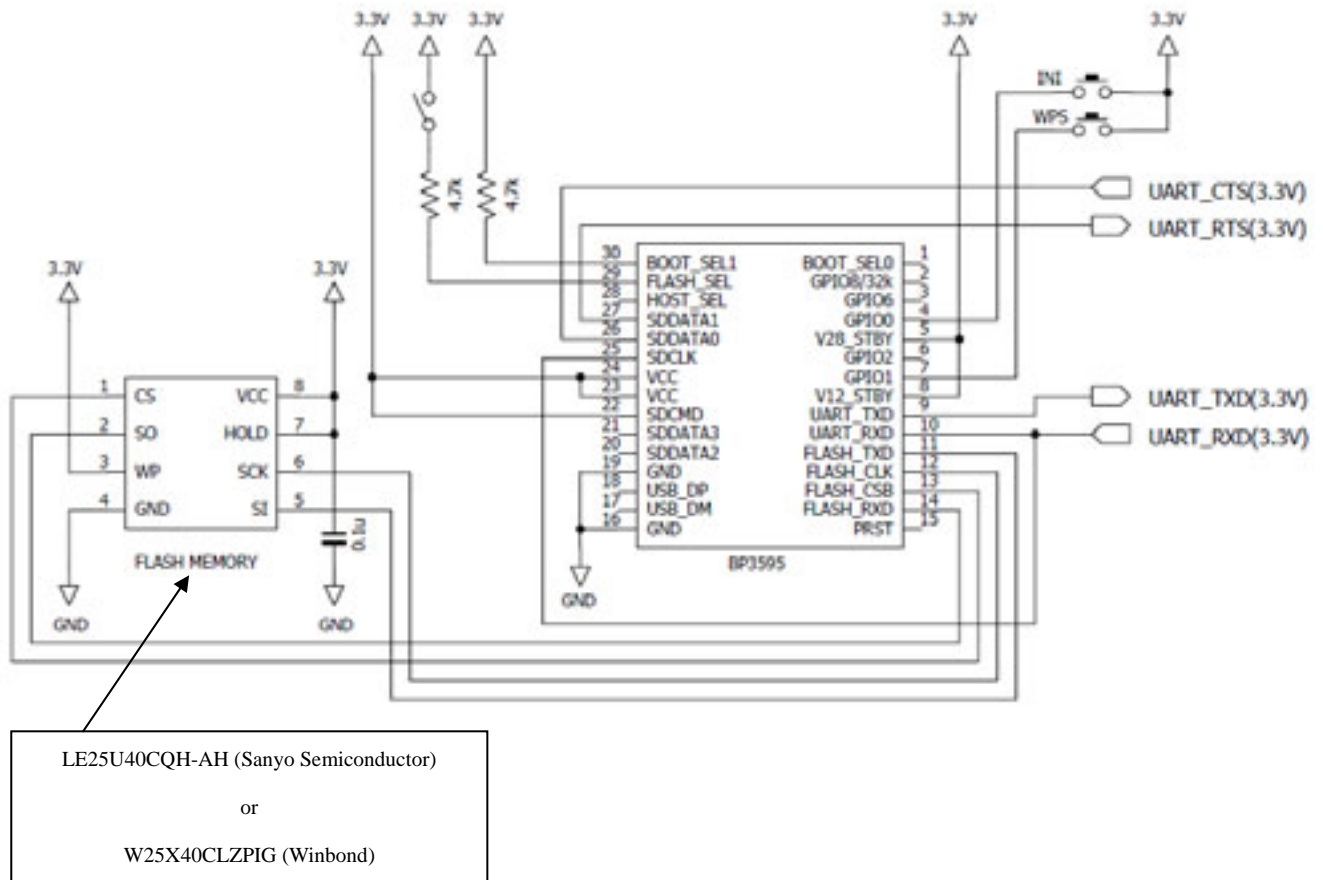 3.3V 3.3V 3.3V 3.3V 3.3V
INI
WPS
4.7k
4.7k
UART_CTS(3.3V)
UART_RTS(3.3V)
3.3V 3.3V
30 BOOT_SEL1
29 FLASH_SEL
28 HOST_SEL
27 SDDATA1
26 SDDATA0
25 SDCLK
24 VCC
23 VCC
22 SDCMD
21 SDDATA3
20 SDDATA2
19 GND
18 USB_DP
17 USB_DM
16 GND
BOOT_SEL0 1
GPIO8/32k 2
GPIO6 3
GPIO0 4
V28_STBY 5
GPIO2 6
GPIO1 7
V12_STBY 8
UART_TXD 9
UART_RXD 10
FLASH_TXD 11
FLASH_CLK 12
FLASH_CSB 13
FLASH_RXD 14
PRST 15
BP3595
GND
UART_TXD(3.3V)
UART_RXD(3.3V)
1 CS
2 SO
3 WP
4 GND
VCC 8
HOLD 7
SCK 6
SI 5
0.1u
FLASH MEMORY
GND
GND
LE25U40CQH-AH (Sanyo Semiconductor)
or
W25X40CLZPIG (Winbond)